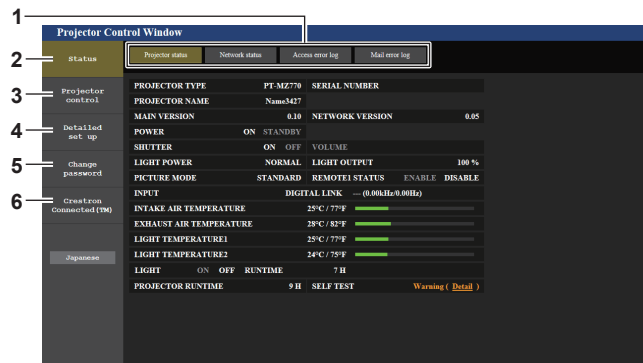 1
Projector Control Window
2
Status
Projector status
Network status
Access error log
Mail error log
3
Projector
control
4
Detailed
set up
5
Change
password
6
Crestron
Connected(TM)
Japanese
PROJECTOR TYPE PT-MZ770 SERIAL NUMBER
PROJECTOR NAME Name3427
MAIN VERSION 0.10 NETWORK VERSION 0.05
POWER ON STANDBY
SHUTTER ON OFF VOLUME
LIGHT POWER NORMAL LIGHT OUTPUT 100 %
PICTURE MODE STANDARD REMOTE1 STATUS ENABLE DISABLE
INPUT DIGITAL LINK --- (0.00kHz/0.00Hz)
INTAKE AIR TEMPERATURE 25°C / 77°F
EXHAUST AIR TEMPERATURE 28°C / 82°F
LIGHT TEMPERATURE1 25°C / 77°F
LIGHT TEMPERATURE2 24°C / 75°F
LIGHT ON OFF RUNTIME 7 H
PROJECTOR RUNTIME 9 H SELF TEST Warning ( Detail )